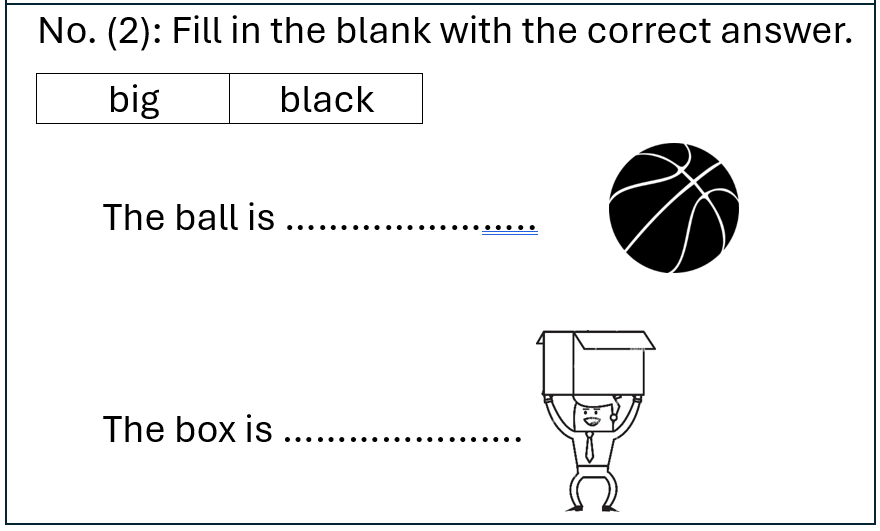 No. (2): Fill in the blank with the correct answer.
big black
The ball is .......................
The box is ......................